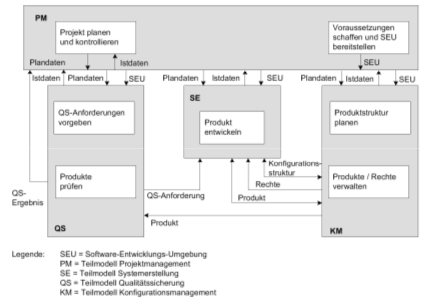 PM
Projekt planen
und kontrollieren
Voraussetzungen
schaffen und SEU
bereitstellen
Istdaten
SEU
Plandaten
Istdaten
Plandaten
SEU
Plandaten
Istdaten
SEU
Plandaten
Istdaten
SEU
QS-Anforderungen
vorgeben
SE
Produkt
entwickeln
Produktstruktur
planen
Produkte
prüfen
Konfigurations-
struktur
Rechte
Produkte / Rechte
verwalten
QS-
Ergebnis
QS-Anforderung
Produkt
Produkt
QS
KM
Legende:
SEU = Software-Entwicklungs-Umgebung
PM = Teilmodell Projektmanagement
SE = Teilmodell Systemerstellung
QS = Teilmodell Qualitätssicherung
KM = Teilmodell Konfigurationsmanagement